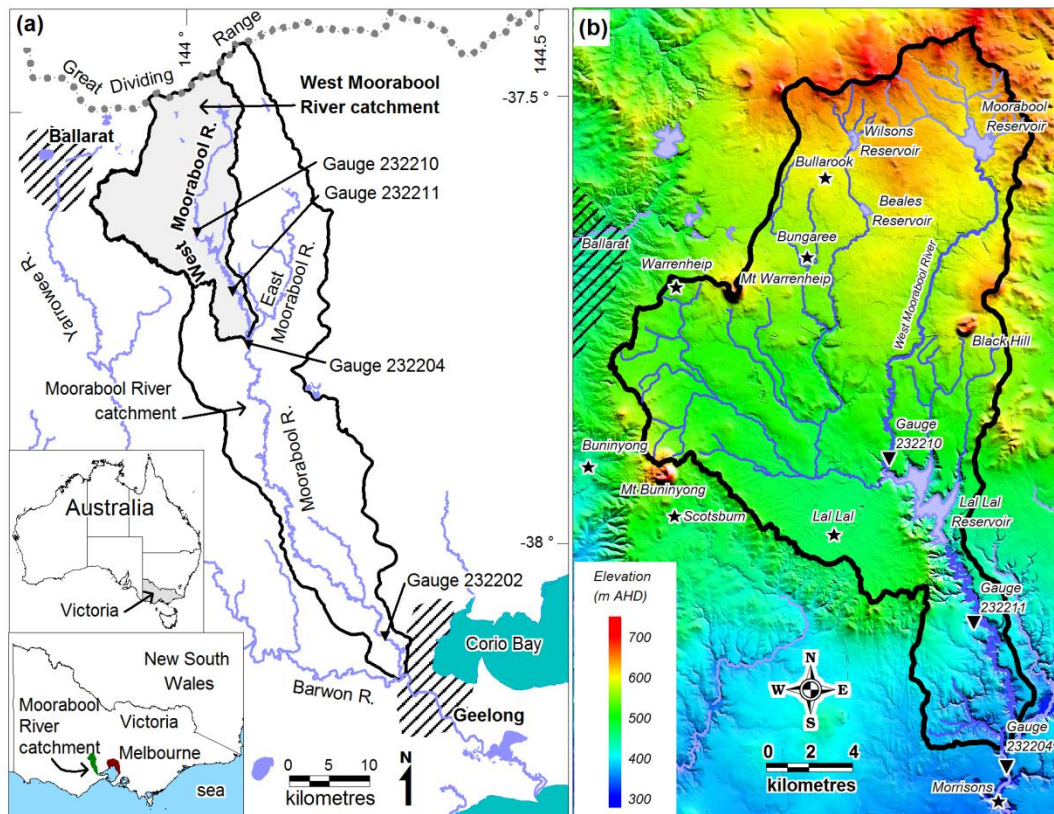 (a)
144
144.5
Great Dividing Range
West Moorabool
River catchment
-37.5
Ballarat
Gauge 232210
Gauge 232211
West Moorabool R.
East
Moorabool R.
Yarrowee R.
Gauge 232204
Moorabool River
catchment
Moorabool R.
-38
Australia
Victoria
Gauge 232202
Corio Bay
Barwon R.
Geelong
New South
Wales
Moorabool
River
catchment
Victoria
Melbourne
sea
0 5 10
kilometres
N
(b)
Moorabool
Reservoir
Wilsons
Reservoir
Bullarook
Beales
Reservoir
Ballarat
Bungaree
Warrenheip
Mt Warrenheip
West Moorabool River
Black Hill
Gauge
232210
Buninyong
Mt Buninyong
Scotsburn
Lal Lal
Lal Lal
Reservoir
Elevation
(m AHD)
700
600
500
400
300
Gauge
232211
N
W E
S
0 2 4
kilometres
Gauge
232204
Morrisons